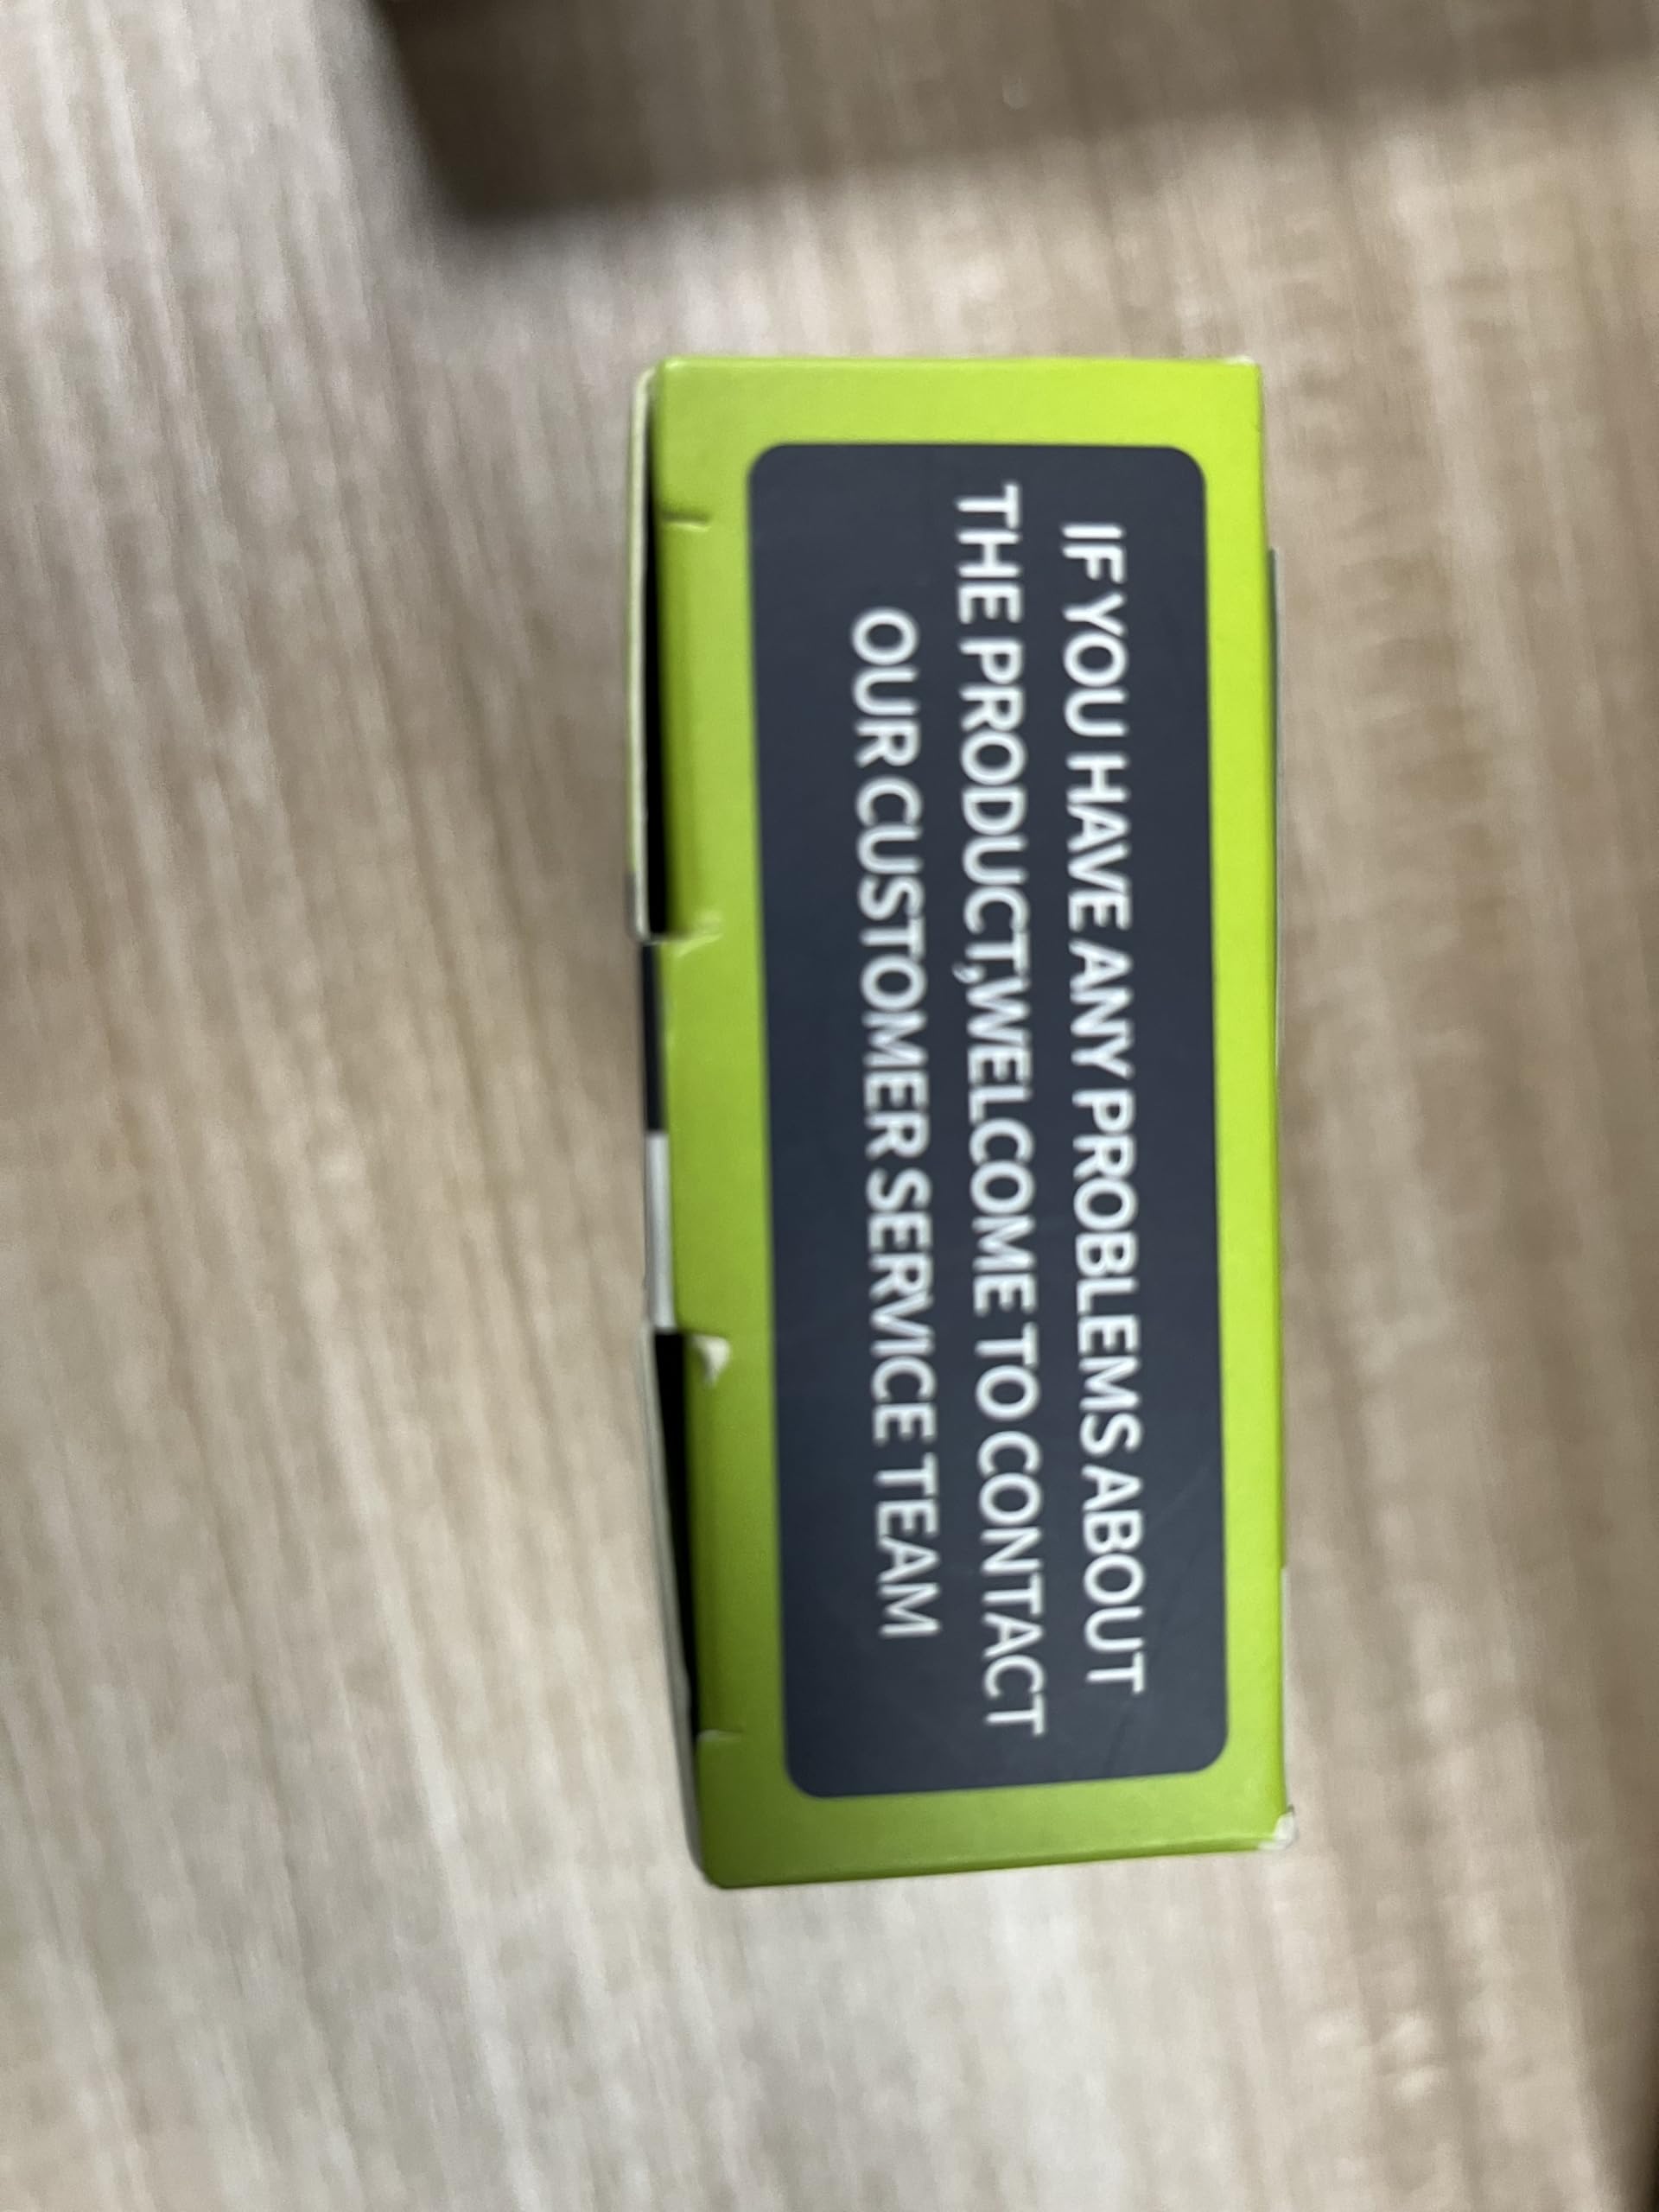 IF YOU HAVE ANY PROBLEMS ABOUT
THE PRODUCT,WELCOME TO CONTACT
OUR CUSTOMER SERVICE TEAM